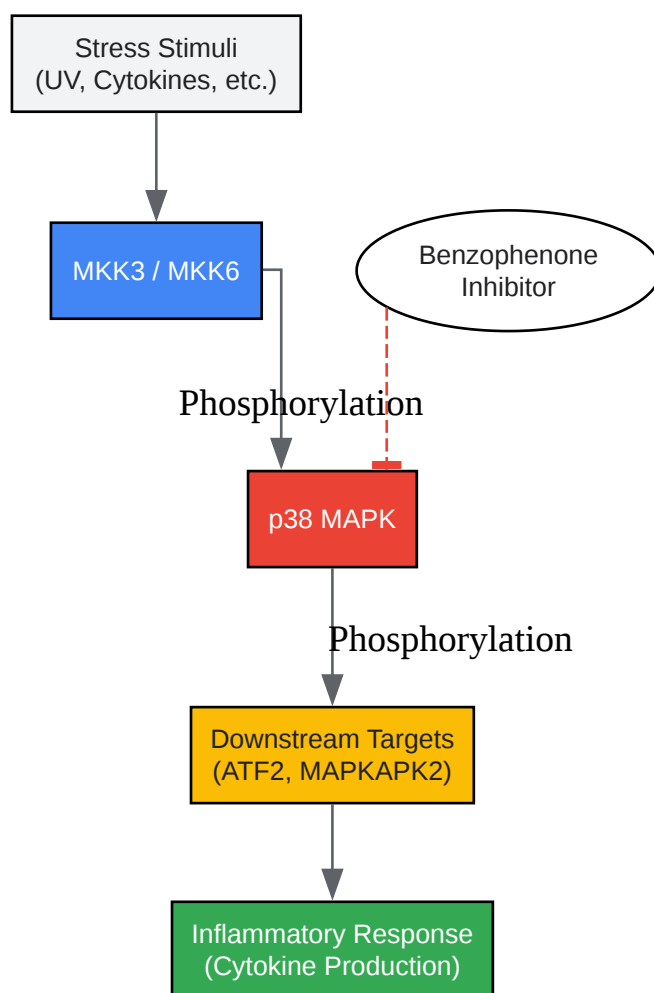 Stress Stimuli
(UV, Cytokines, etc.)
MKK3 / MKK6
Benzophenone
Inhibitor
Phosphorylation
p38 MAPK
Phosphorylation
Downstream Targets
(ATF2, MAPKAPK2)
Inflammatory Response
(Cytokine Production)